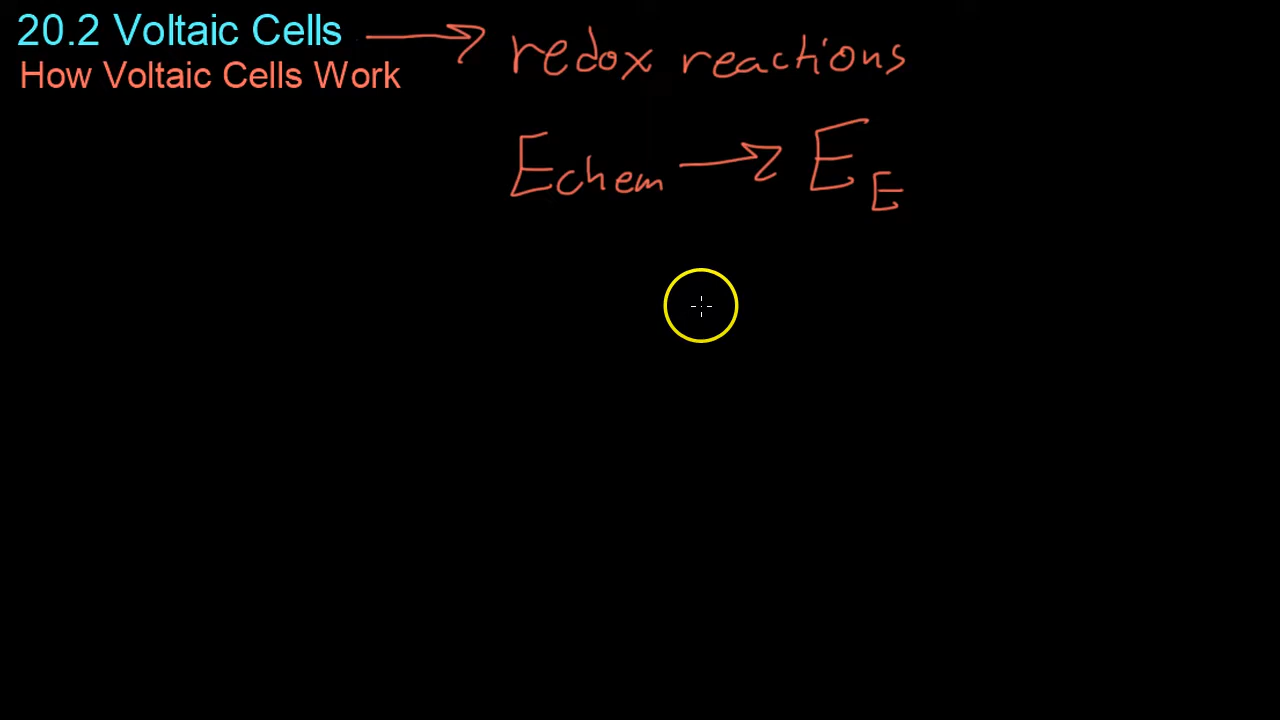 20.2 Voltaic Cells → redox reactions
How Voltaic Cells Work
Echem → EE